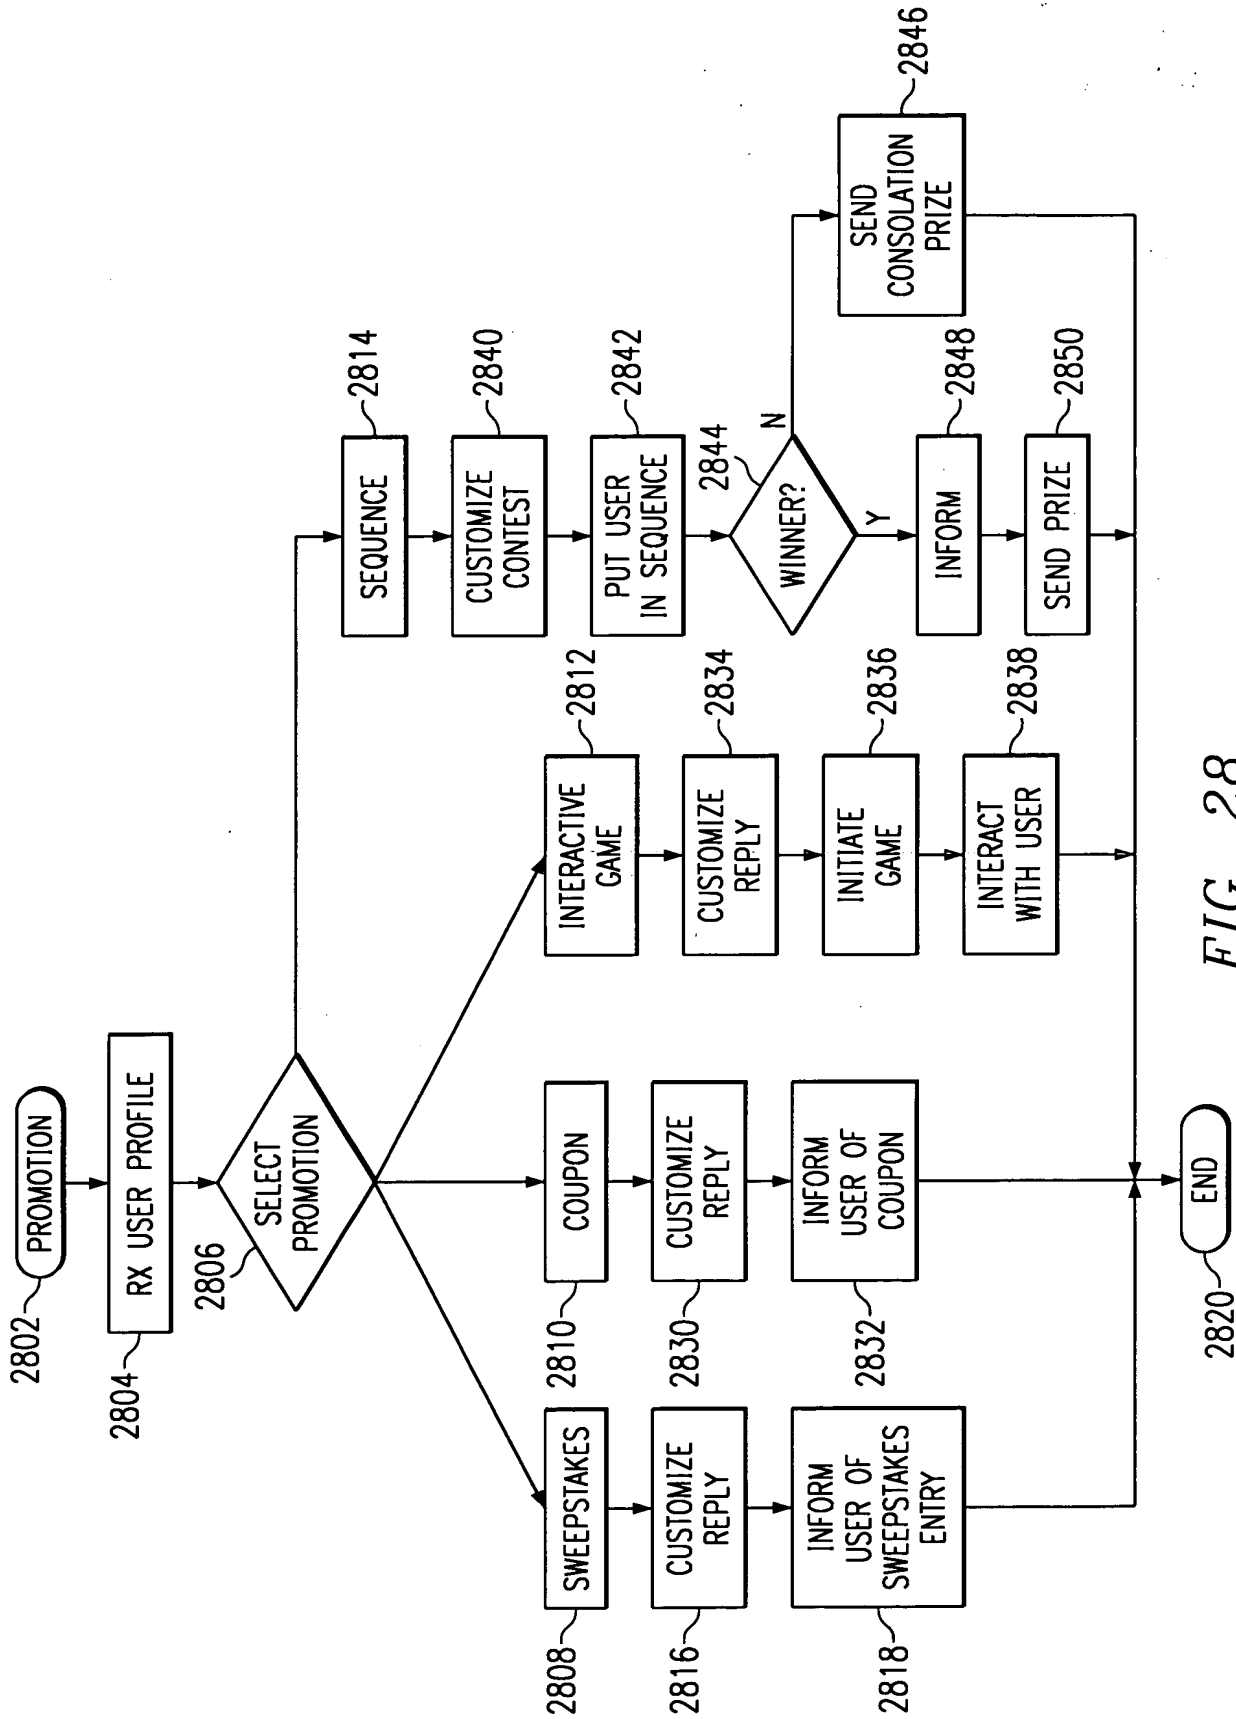 2802
PROMOTION
2804
RX USER PROFILE
2806
SELECT
PROMOTION
2808
SWEEPSTAKES
2816
CUSTOMIZE
REPLY
2818
INFORM
USER OF
SWEEPSTAKES
ENTRY
2810
COUPON
2830
CUSTOMIZE
REPLY
2832
INFORM
USER OF
COUPON
INTERACTIVE
GAME
2812
CUSTOMIZE
REPLY
2834
INITIATE
GAME
2836
INTERACT
WITH USER
2838
SEQUENCE
2814
CUSTOMIZE
CONTEST
2840
PUT USER
IN SEQUENCE
2842
WINNER?
2844
N
Y
INFORM
2848
SEND PRIZE
2850
SEND
CONSOLATION
PRIZE
2846
END
2820
FIG. 28